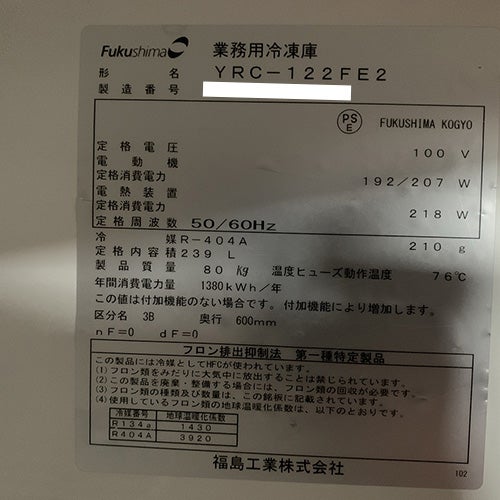 Fukushima 業務用冷凍庫
形名 YRC-122FE2
製造番号
PS E FUKUSHIMA KOGYO
定格電圧 100 V
電動機
定格消費電力 192/207 W
電熱装置
定格消費電力 218 W
定格周波数 50/60Hz
冷媒 R-404A 210 g
定格内容積 239 L
製品質量 80 Kg 温度ヒューズ動作温度 76℃
年間消費電力量 1380kWh/年
この値は付加機能のない場合です。付加機能により増加します。
区分名 3B 奥行 600mm
nF=0 dF=0
フロン排出抑制法 第一種特定製品
この製品には冷媒としてHFCが使われています。
(1)フロン類をみだりに大気中に放出することは禁じられています。
(2)この製品を廃棄・整備する場合には、フロン類の回収が必要です。
(3)フロン類の種類及び数量は、この銘板に記載されています。
(4)使用しているフロン類の地球温暖化係数は、以下のとおりです。
冷媒番号 地球温暖化係数
R134a 1430
R404A 3920
福島工業株式会社
102